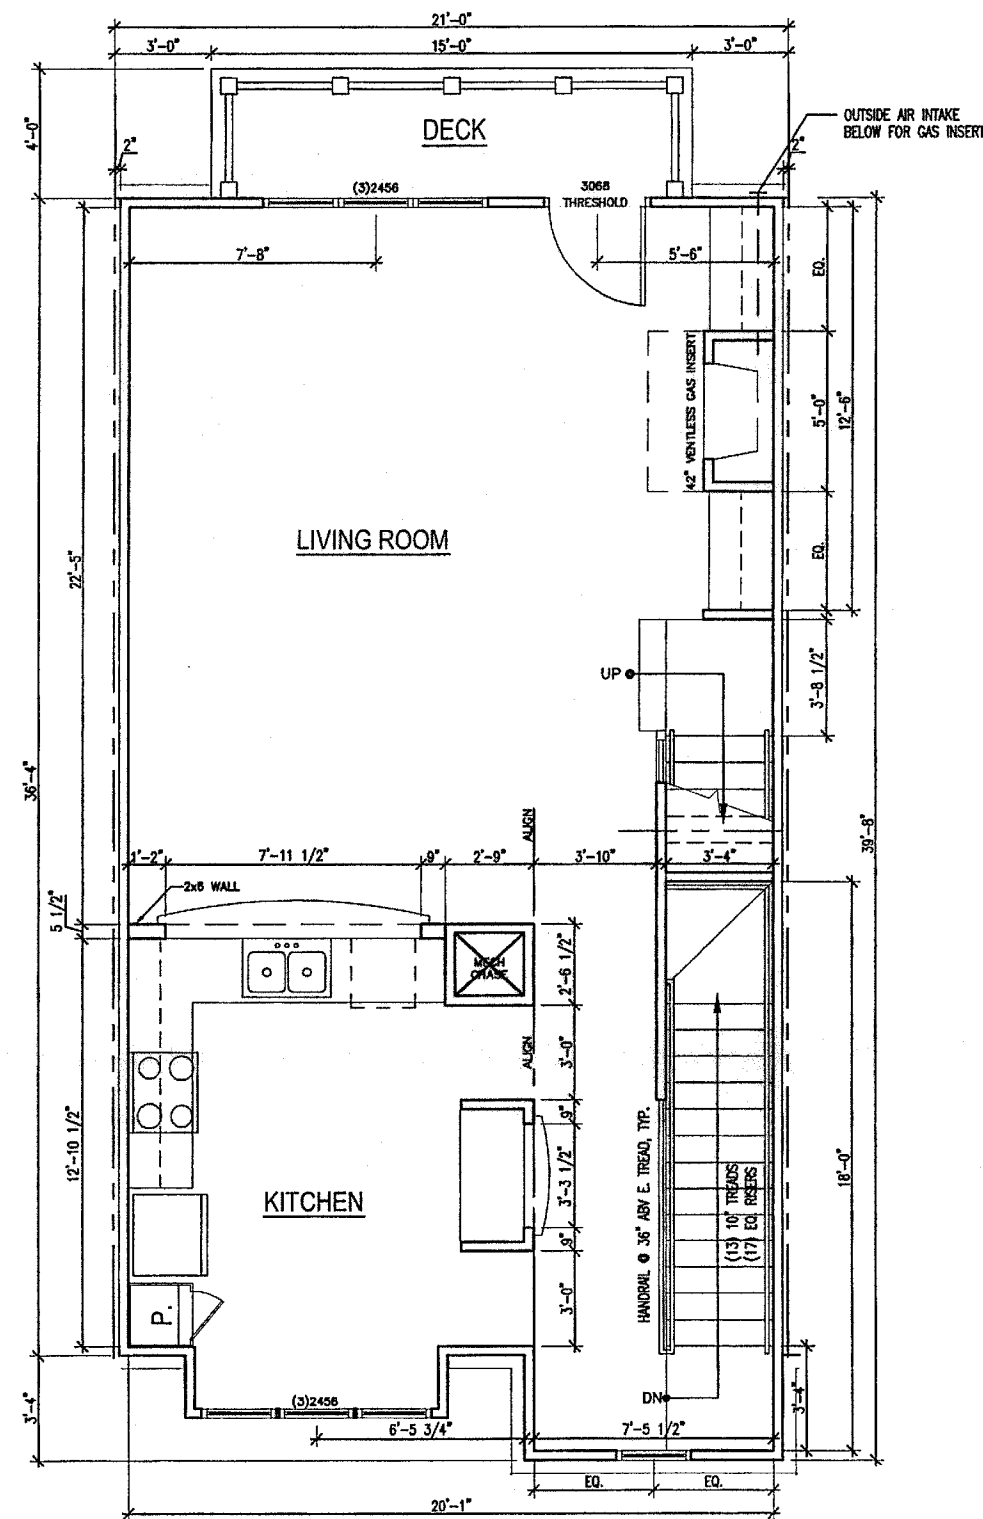 21'-0"
3'-0"
15'-0"
3'-0"
4'-0"
DECK
OUTSIDE AIR INTAKE
BELOW FOR GAS INSERT
2"
2"
(3)2456
3068
THRESHOLD
7'-8"
5'-6"
EQ.
42" VENTLESS GAS INSERT
5'-0"
12'-6"
LIVING ROOM
EQ.
22'-5"
UP
3'-8 1/2"
36'-4"
39'-8"
ALIGN
1'-2"
7'-11 1/2"
9"
2'-9"
3'-10"
3'-4"
2x6 WALL
5 1/2"
MECH
CHASE
2'-6 1/2"
ALIGN
3'-0"
9"
12'-10 1/2"
3'-3 1/2"
HANDRAIL @ 36" ABV E. TREAD, TYP.
(13) 10" TREADS
(17) EQ. RISERS
18'-0"
KITCHEN
9"
3'-0"
P.
DN
3'-4"
3'-4"
(3)2456
6'-5 3/4"
7'-5 1/2"
EQ.
EQ.
20'-1"